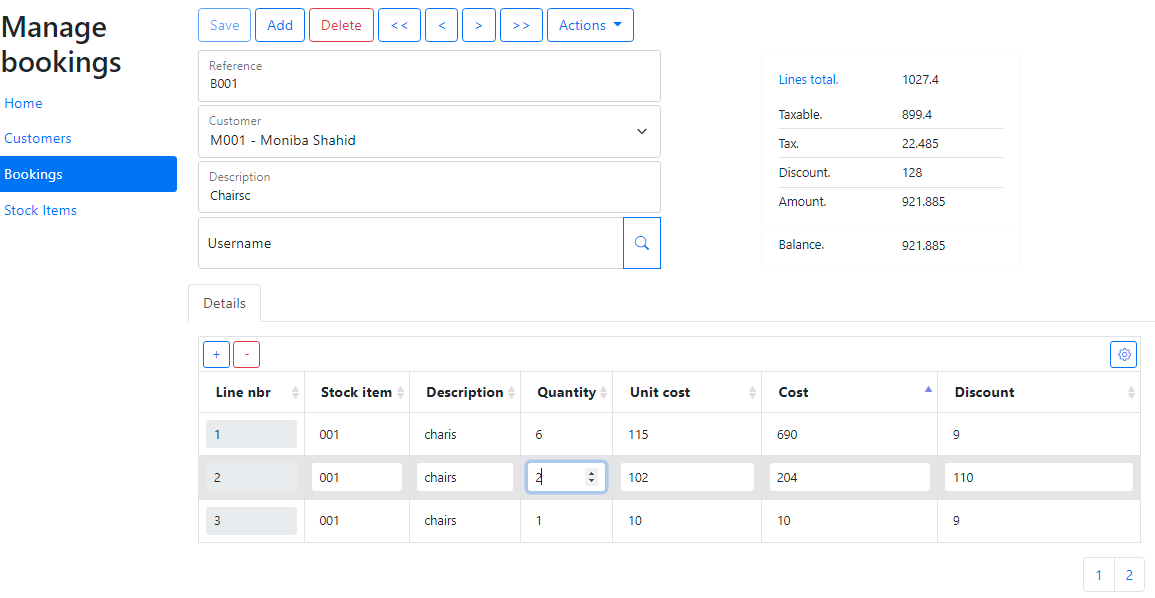 Manage
bookings
Home
Customers
Bookings
Stock Items
Save Add Delete << < > >> Actions
Reference
B001
Customer
M001 - Moniba Shahid
Description
Chairsc
Username
Lines total. 1027.4
Taxable. 899.4
Tax. 22.485
Discount. 128
Amount. 921.885
Balance. 921.885
Details
+ -
Line nbr Stock item Description Quantity Unit cost Cost Discount
1 001 charis 6 115 690 9
2 001 chairs 2 102 204 110
3 001 chairs 1 10 10 9
1 2